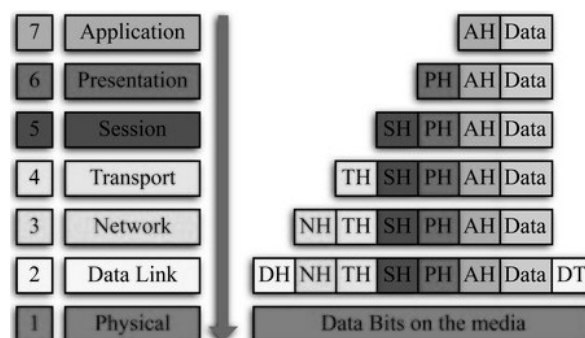 7 Application AH Data
6 Presentation PH AH Data
5 Session SH PH AH Data
4 Transport TH SH PH AH Data
3 Network NH TH SH PH AH Data
2 Data Link DH NH TH SH PH AH Data DT
1 Physical Data Bits on the media